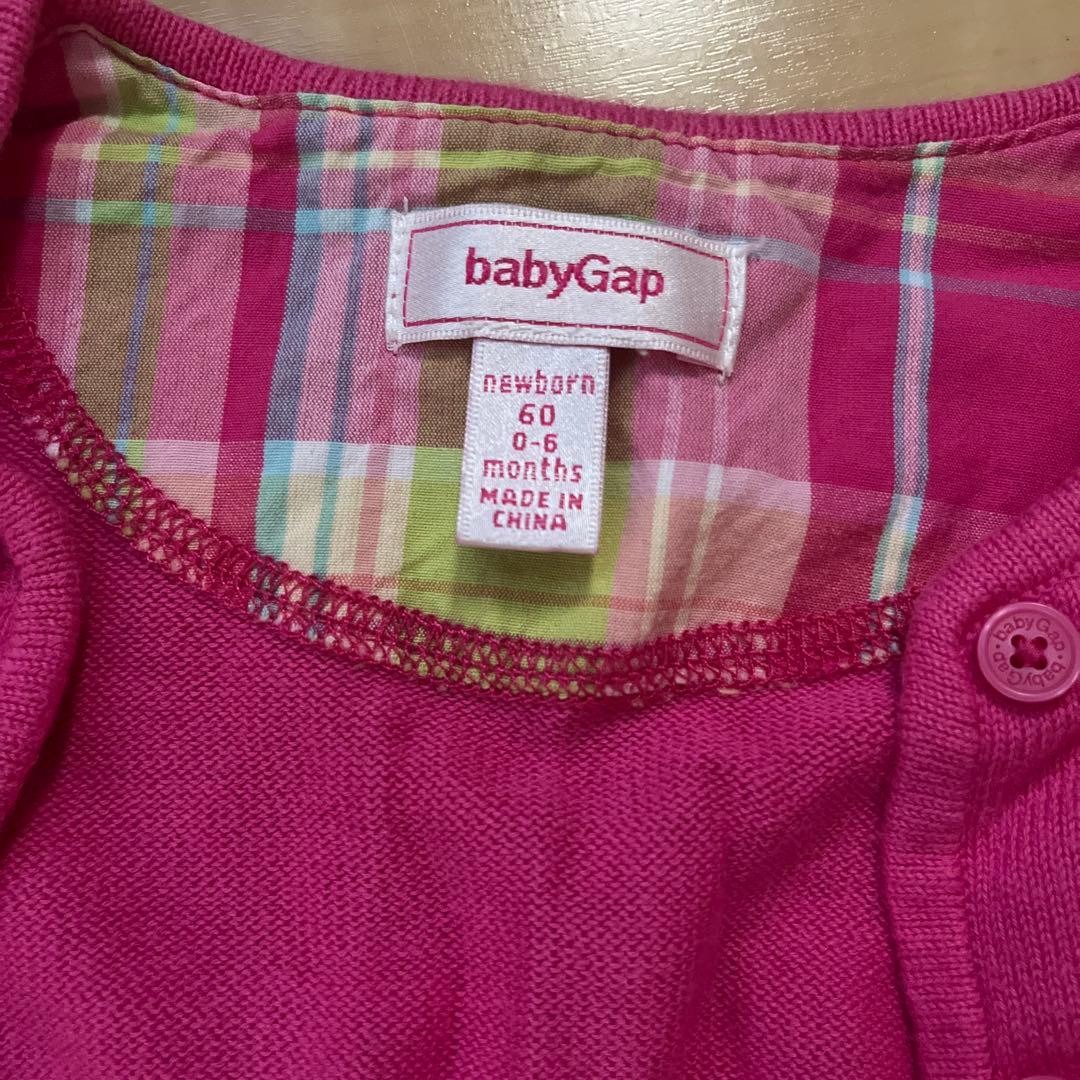 babyGap
newborn
60
0-6
months
MADE IN
CHINA
babyGap · babyGap ·